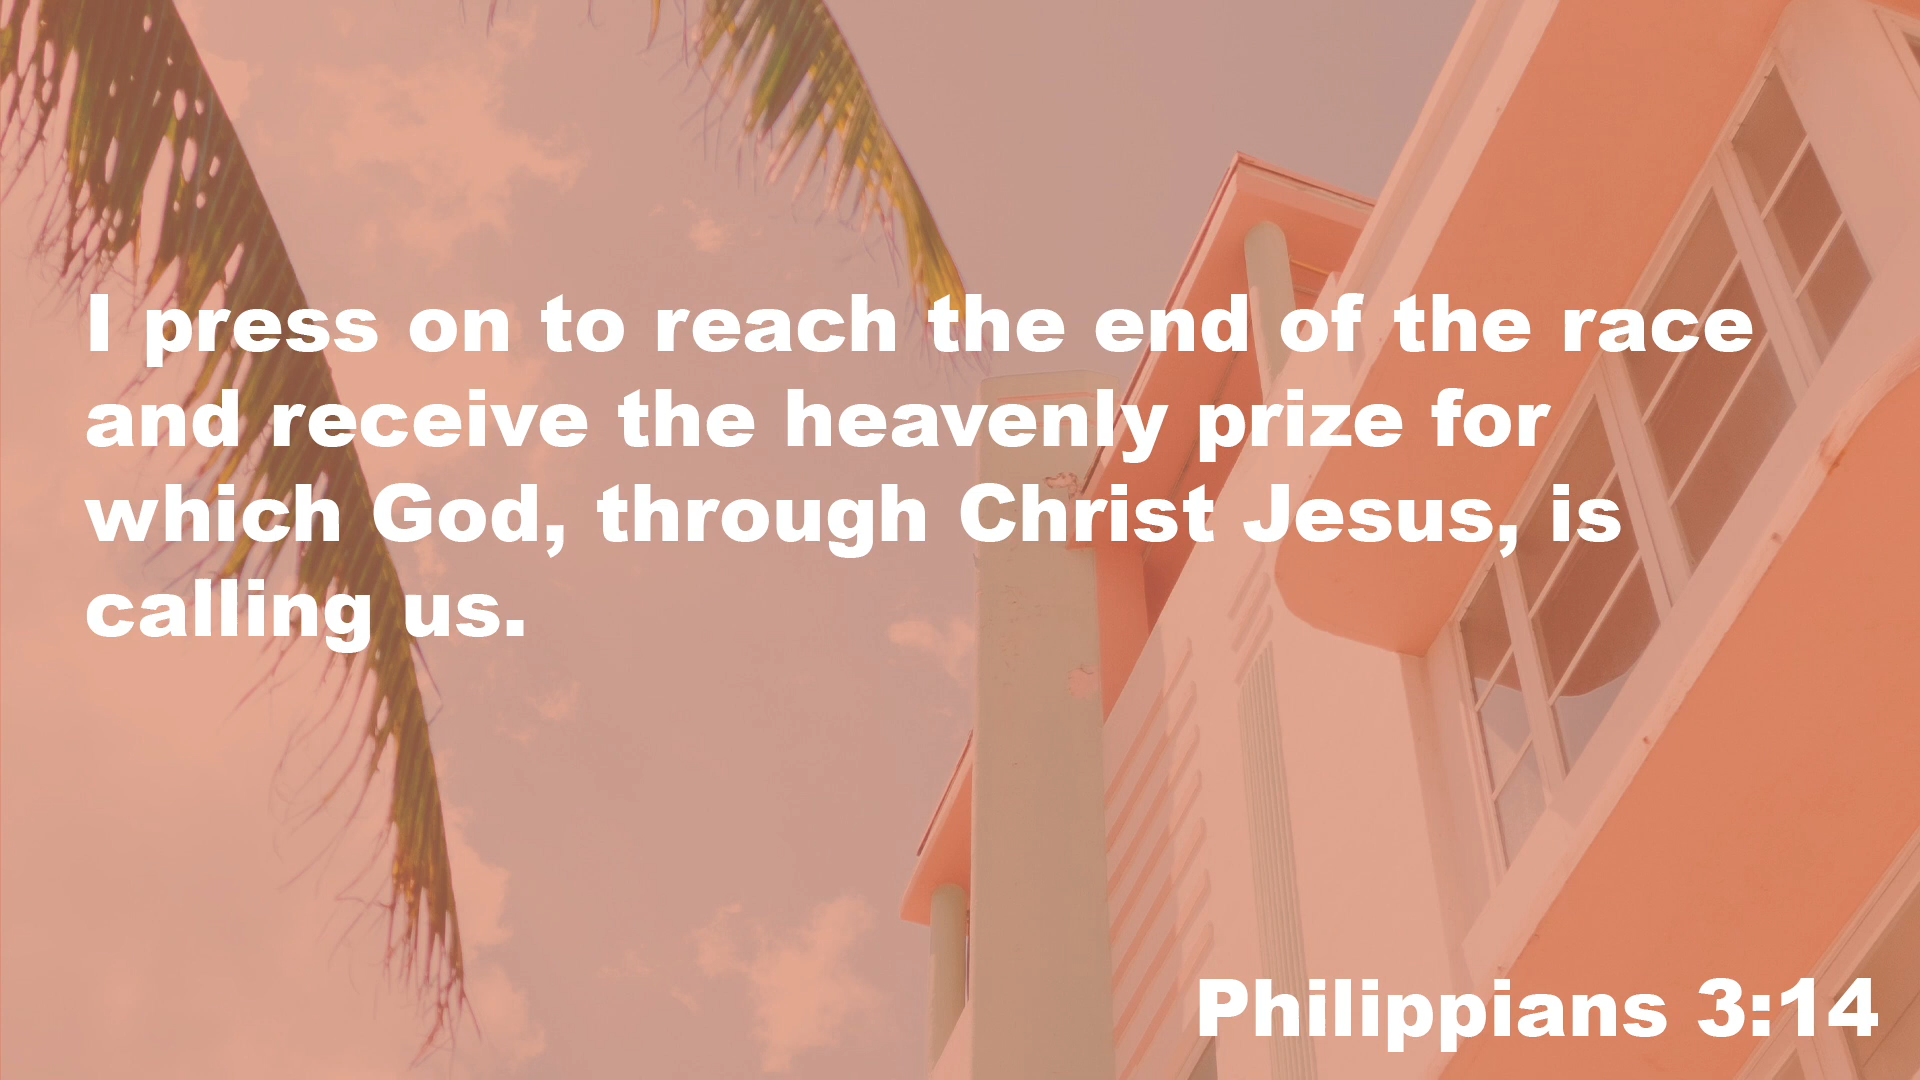 I press on to reach the end of the race
and receive the heavenly prize for
which God, through Christ Jesus, is
calling us.
Philippians 3:14